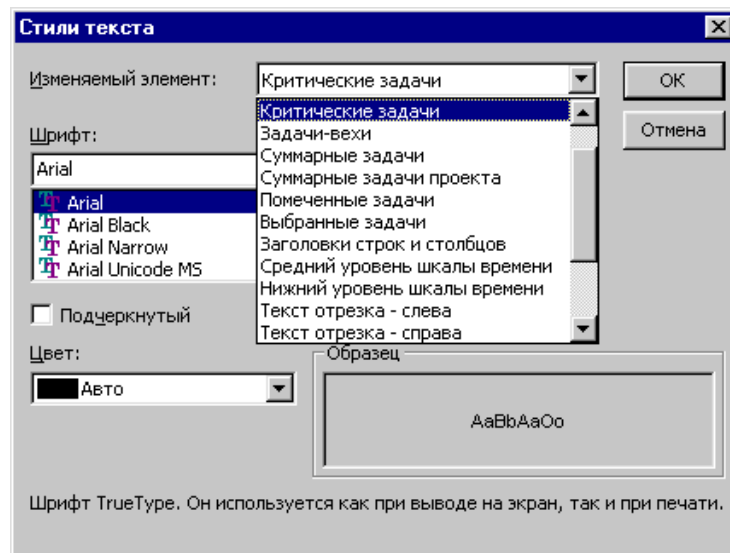 Стили текста
Изменяемый элемент:
Критические задачи
ОК
Критические задачи
Задачи-вехи
Суммарные задачи
Суммарные задачи проекта
Помеченные задачи
Выбранные задачи
Заголовки строк и столбцов
Средний уровень шкалы времени
Нижний уровень шкалы времени
Текст отрезка - слева
Текст отрезка - справа
Отмена
Шрифт:
Arial
Arial
Arial Black
Arial Narrow
Arial Unicode MS
Подчеркнутый
Цвет:
Авто
Образец
AaBbAaOo
Шрифт TrueType. Он используется как при выводе на экран, так и при печати.